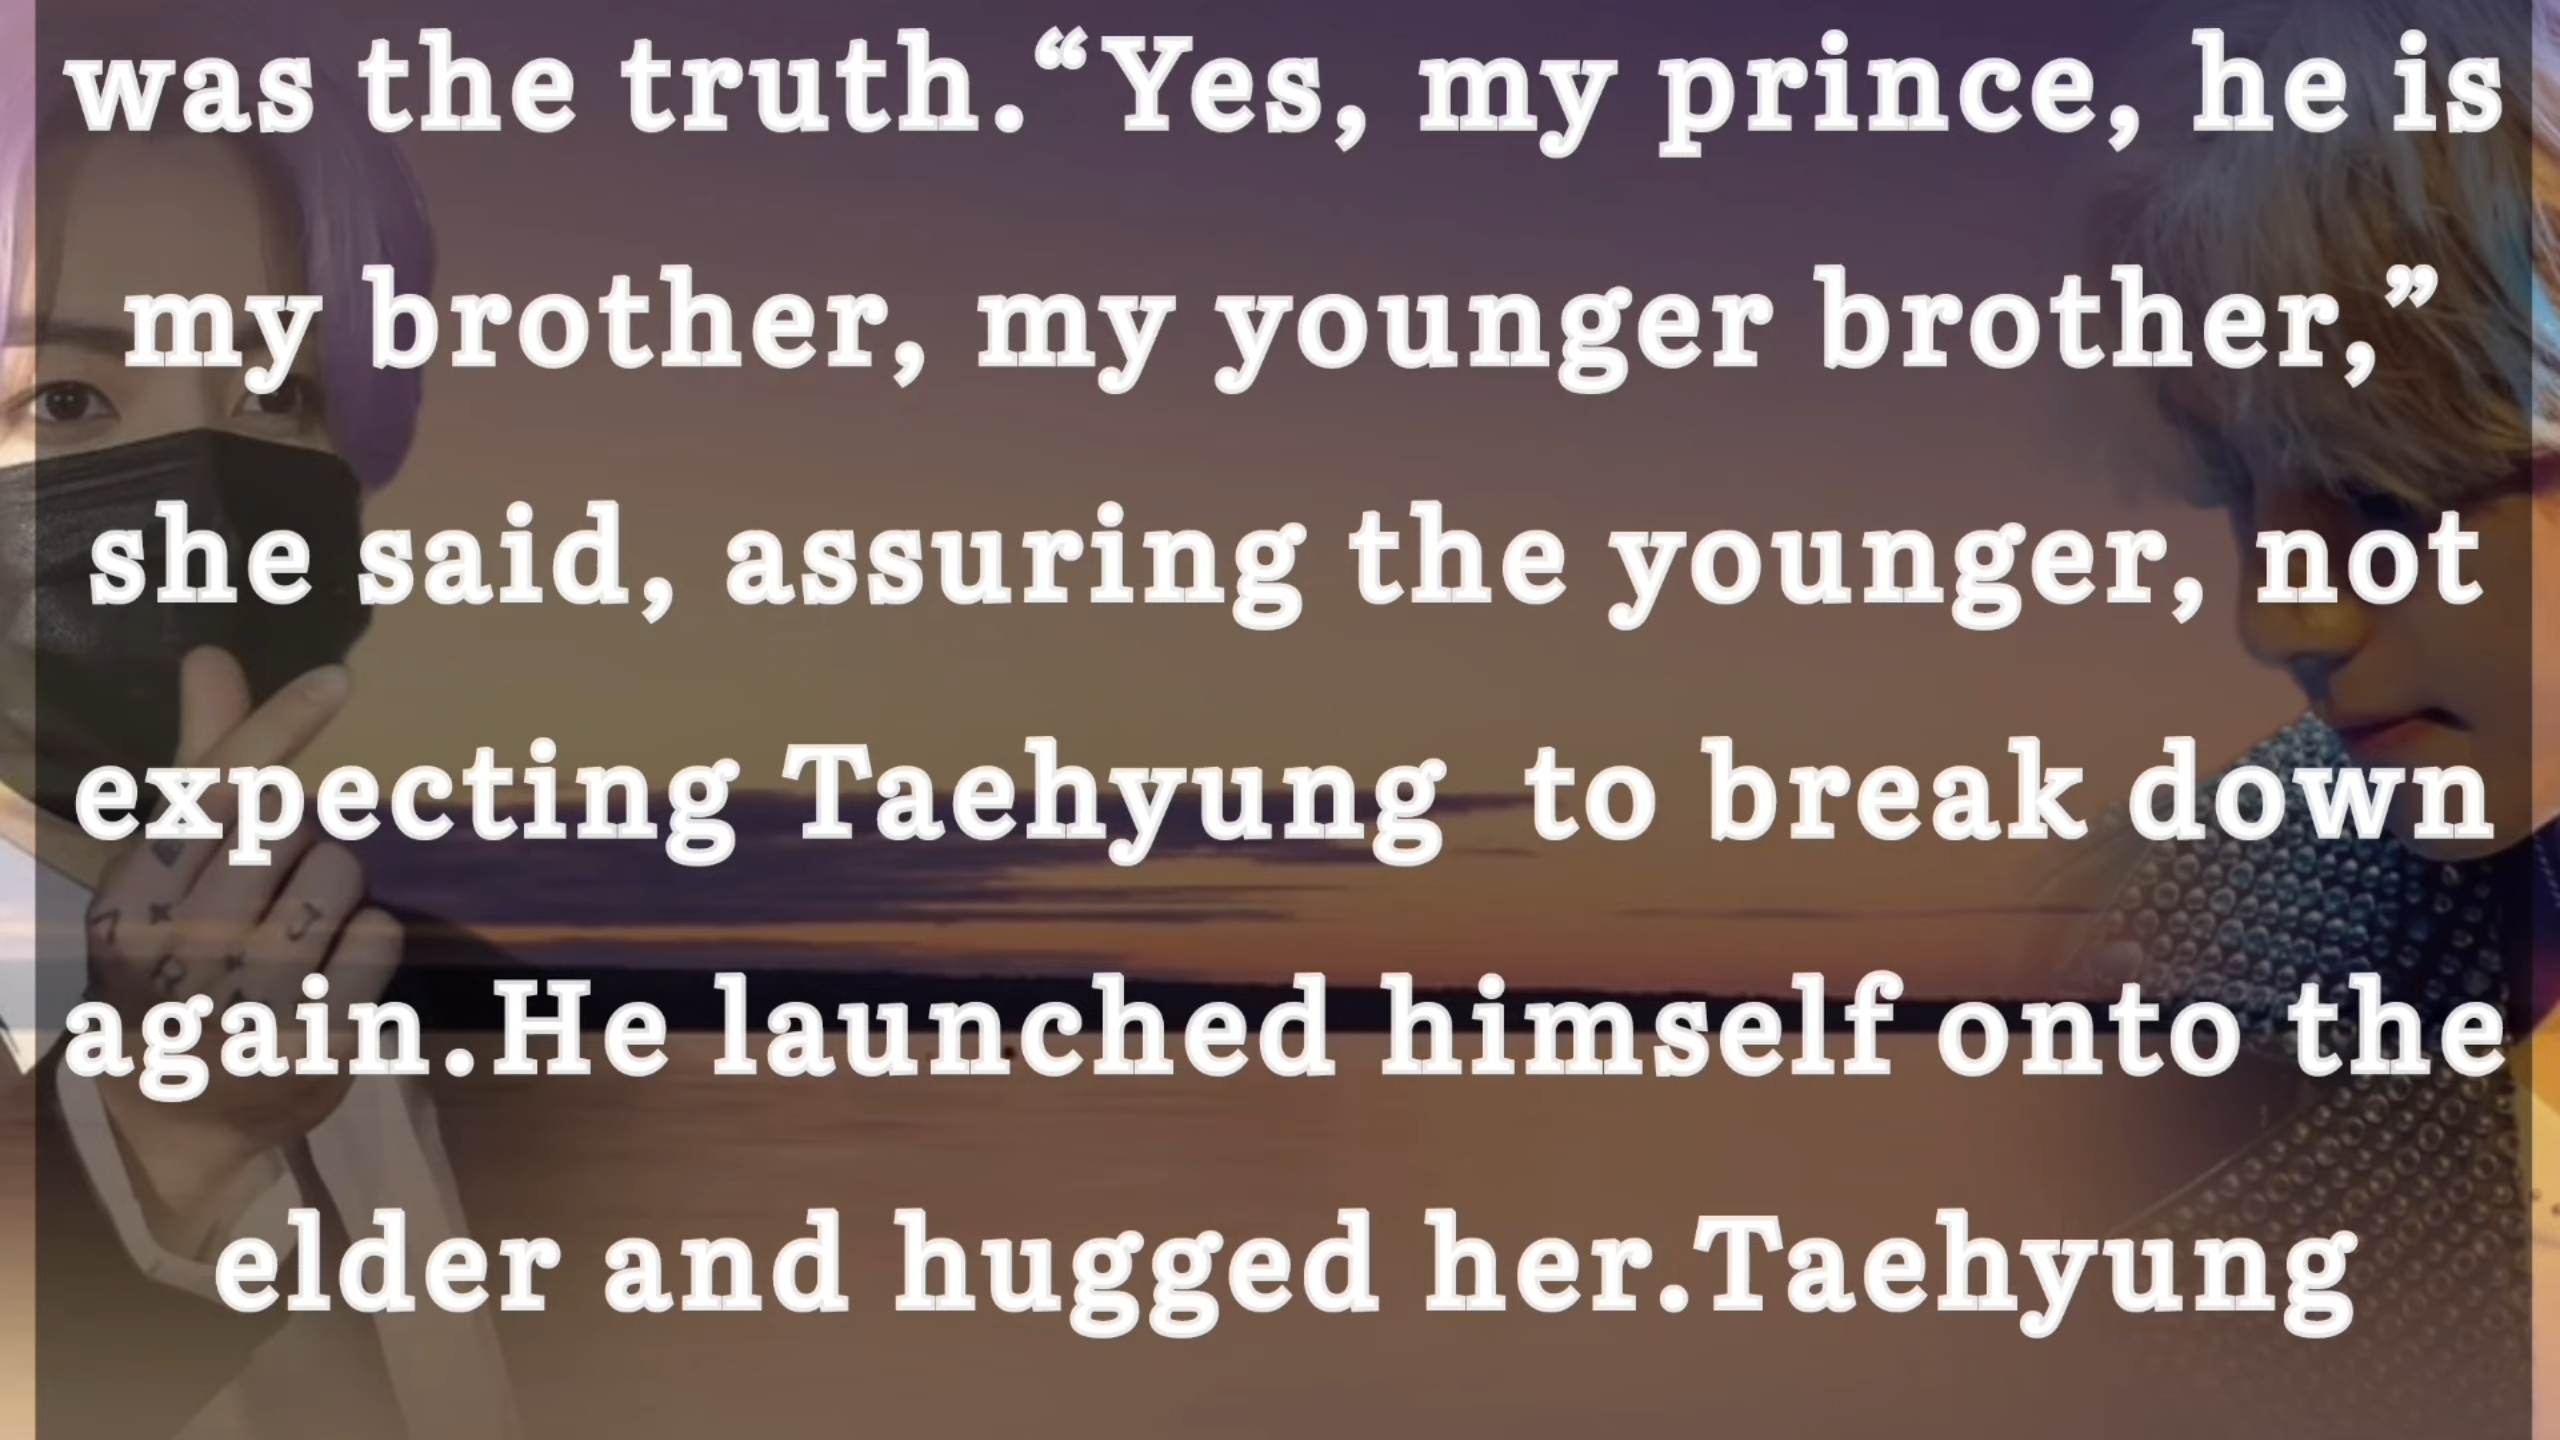 was the truth.“Yes, my prince, he is
my brother, my younger brother,”
she said, assuring the younger, not
expecting Taehyung  to break down
again.He launched himself onto the
elder and hugged her.Taehyung